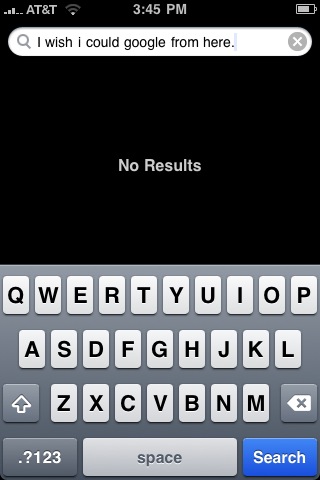 AT&T 3:45 PM
I wish i could google from here.
No Results
Q W E R T Y U I O P
A S D F G H J K L
Z X C V B N M
.?123 space Search